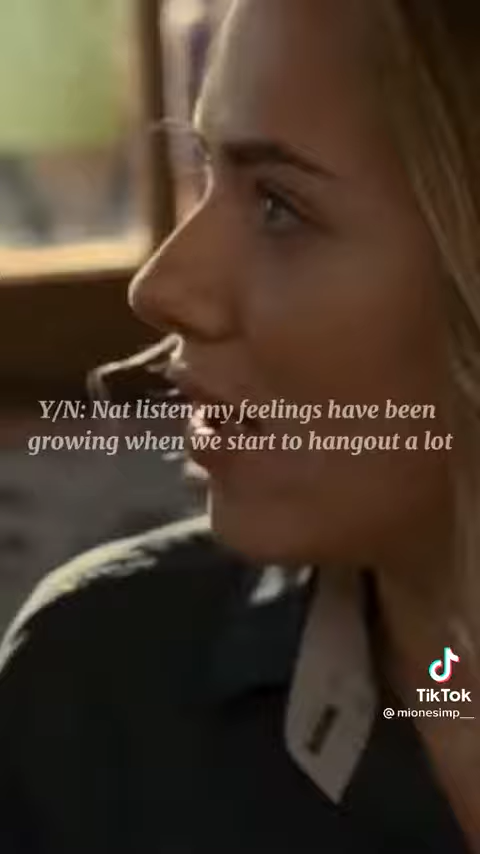 Y/N: Nat listen my feelings have been
growing when we start to hangout a lot
TikTok
@mionesimp__